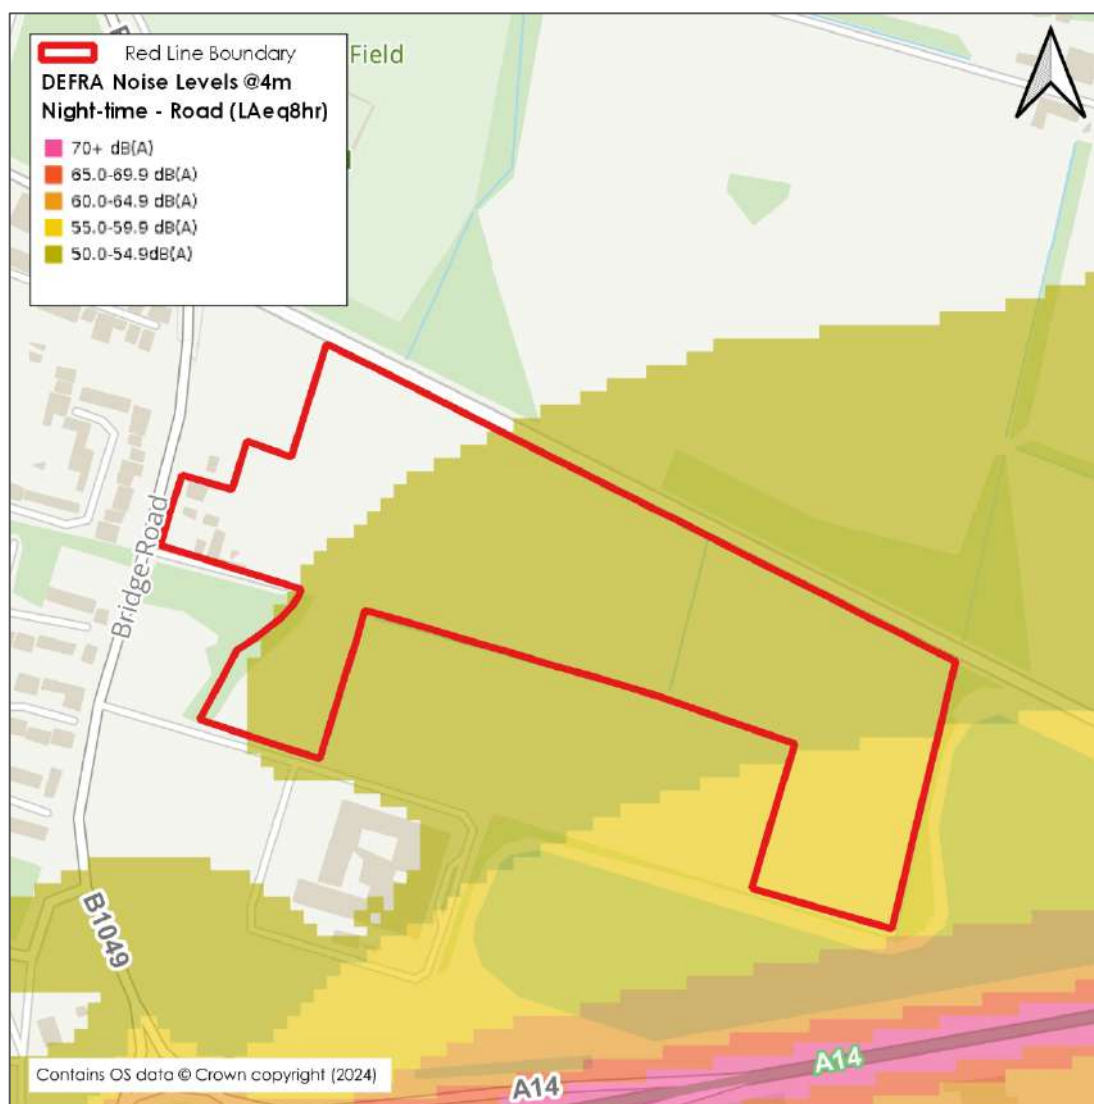 Red Line Boundary
DEFRA Noise Levels @4m
Night-time - Road (LAeq8hr)
70+ dB(A)
65.0-69.9 dB(A)
60.0-64.9 dB(A)
55.0-59.9 dB(A)
50.0-54.9dB(A)
Field
Bridge Road
B1049
A14
A14
Contains OS data © Crown copyright (2024)